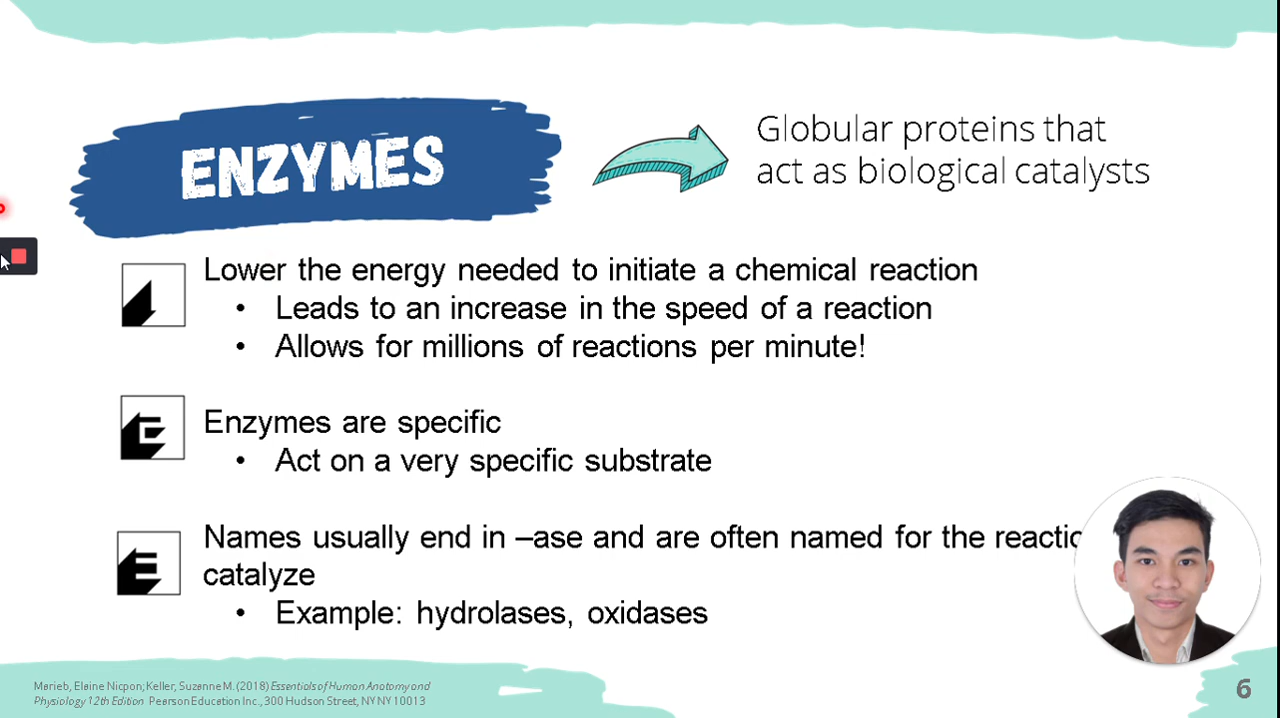 ENZYMES
Globular proteins that
act as biological catalysts
Lower the energy needed to initiate a chemical reaction
• Leads to an increase in the speed of a reaction
• Allows for millions of reactions per minute!
Enzymes are specific
• Act on a very specific substrate
Names usually end in –ase and are often named for the
catalyze
• Example: hydrolases, oxidases
Marieb, Elaine Nicpon; Keller, Suzanne M. (2018) Essentials of Human Anatomy and
Physiology 12th Edition Pearson Education Inc., 300 Hudson Street, NY NY 10013
6